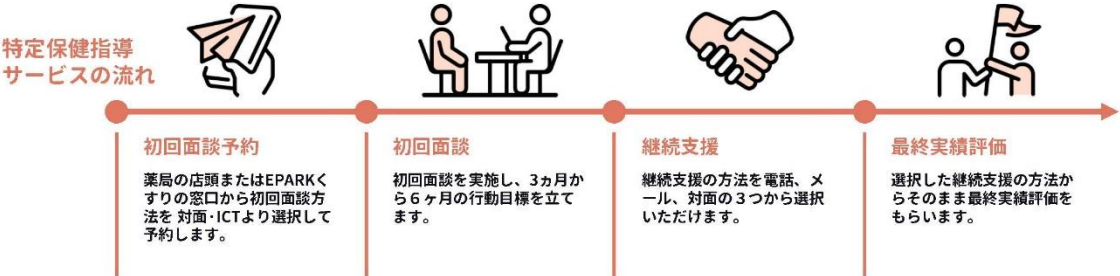 特定保健指導
サービスの流れ
初回面談予約
薬局の店頭またはEPARKく
すりの窓口から初回面談方
法を 対面･ICTより選択して
予約します。
初回面談
初回面談を実施し、3ヵ月か
ら６ヶ月の行動目標を立て
ます。
継続支援
継続支援の方法を電話、メ
ール、対面の３つから選択
いただけます。
最終実績評価
選択した継続支援の方法か
らそのまま最終実績評価を
もらいます。